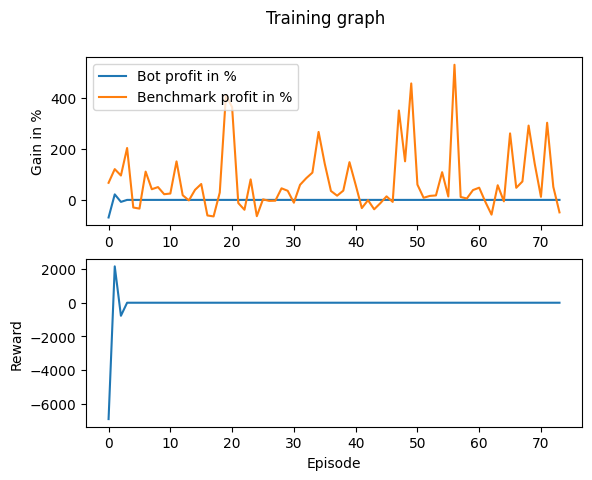 Training graph
Gain in %
400
200
0
Bot profit in %
Benchmark profit in %
0 10 20 30 40 50 60 70
Reward
2000
0
−2000
−4000
−6000
0 10 20 30 40 50 60 70
Episode